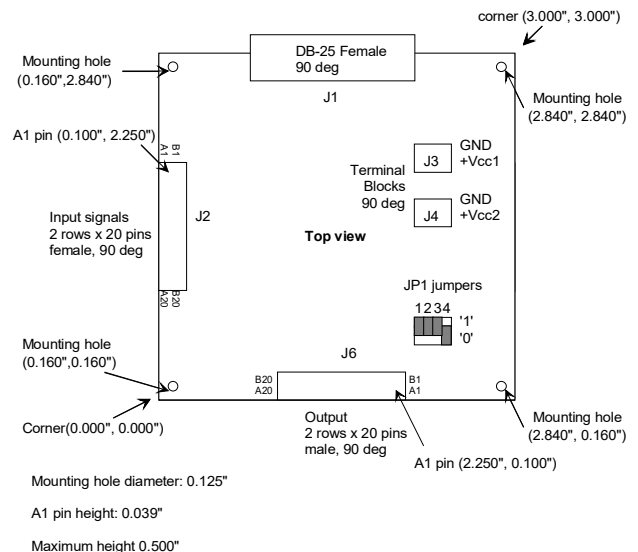 corner (3.000", 3.000")
DB-25 Female
90 deg
J1
Mounting hole
(0.160",2.840")
Mounting hole
(2.840", 2.840")
A1 pin (0.100", 2.250")
A1
B1
J3
GND
+Vcc1
Terminal
Blocks
90 deg
J4
GND
+Vcc2
Input signals
2 rows x 20 pins
female, 90 deg
J2
Top view
A20
B20
JP1 jumpers
1234
'1'
'0'
Mounting hole
(0.160",0.160")
J6
B20
A20
B1
A1
Corner(0.000", 0.000")
Output
2 rows x 20 pins
male, 90 deg
Mounting hole
(2.840", 0.160")
A1 pin (2.250", 0.100")
Mounting hole diameter: 0.125"
A1 pin height: 0.039"
Maximum height 0.500"